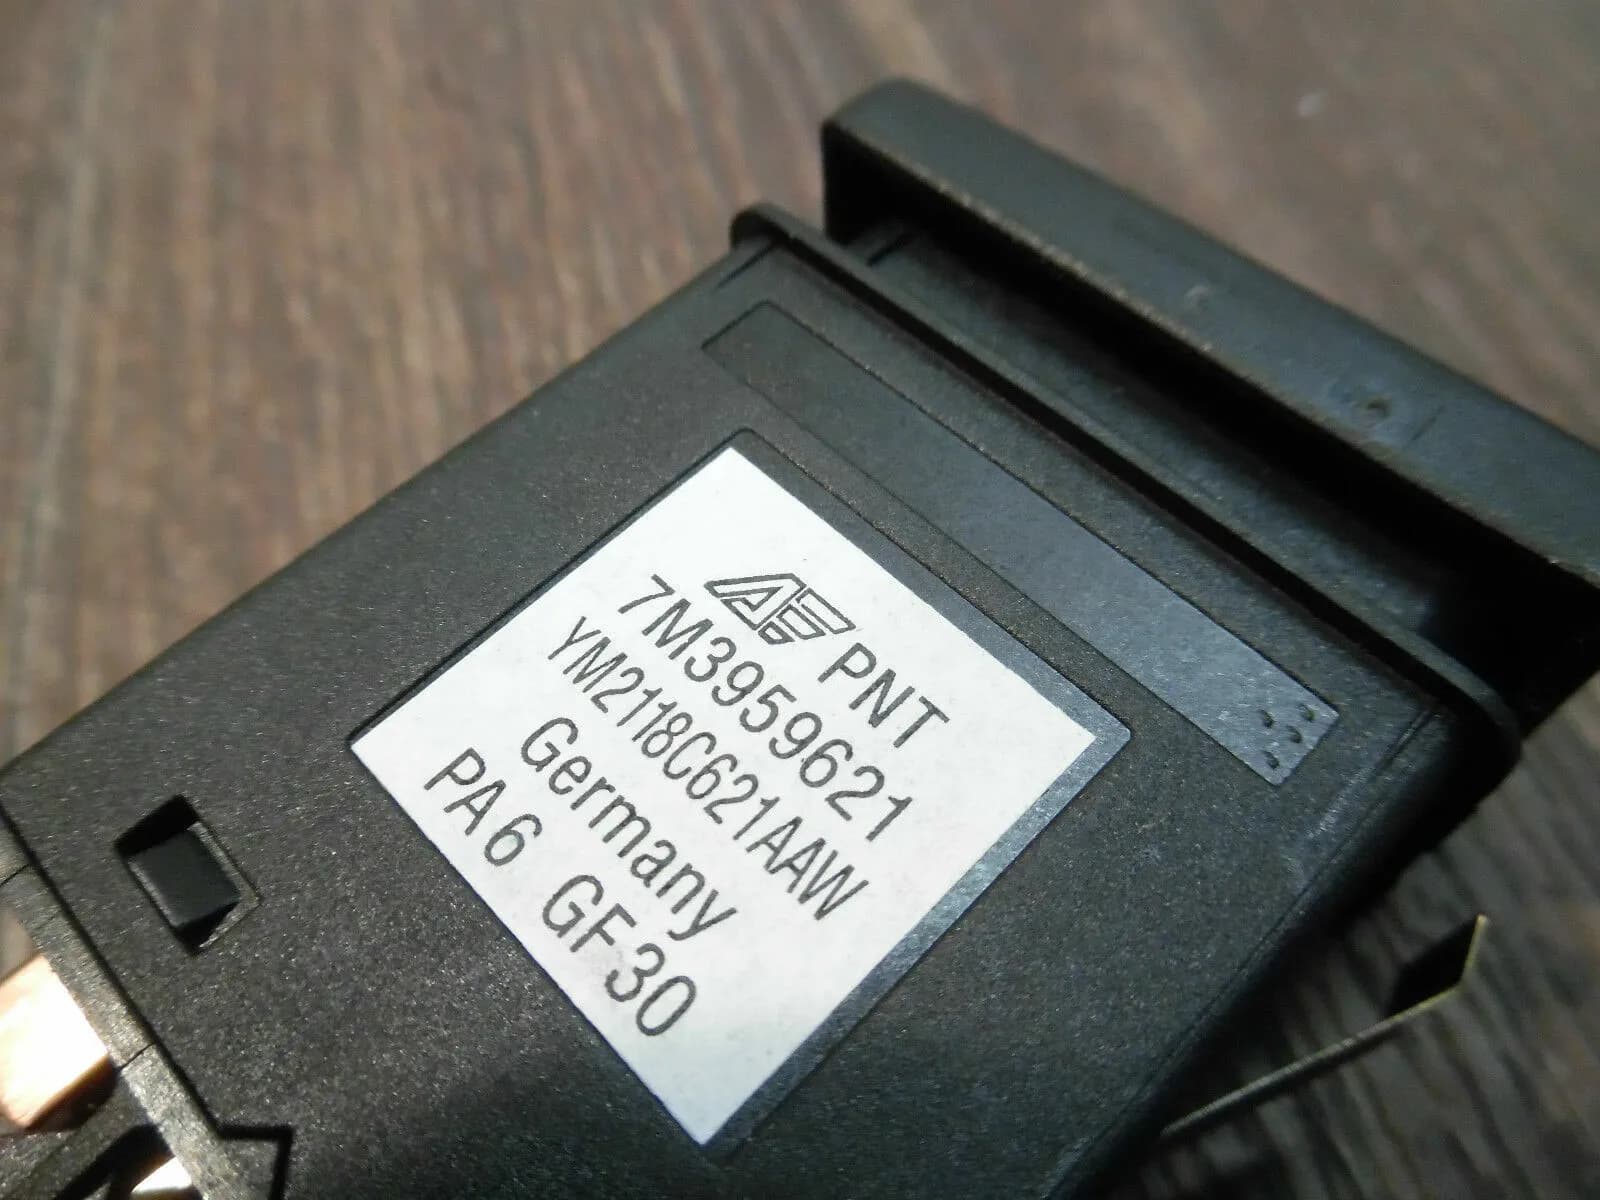 PNT
7M3959621
YM2118C621AAW
Germany
PA6 GF30